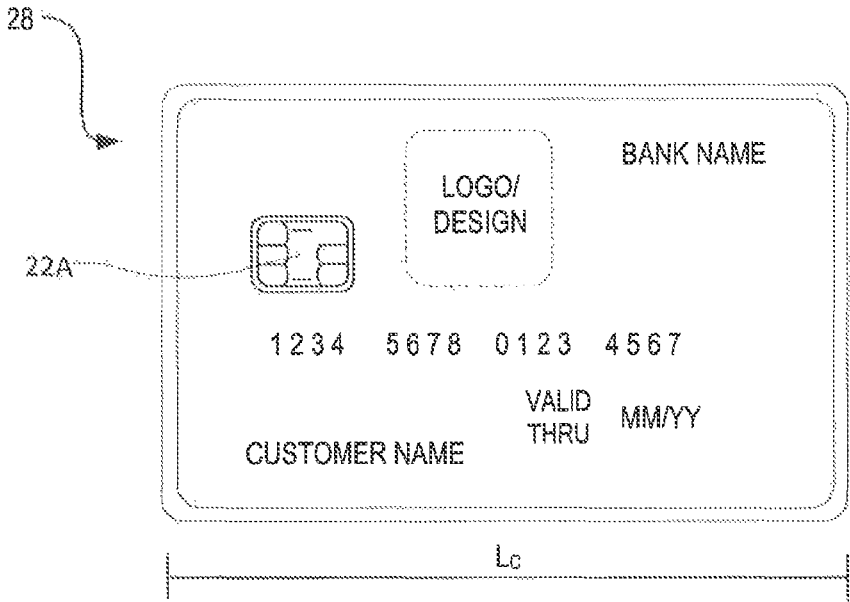 28
BANK NAME
LOGO/
DESIGN
22A
1234 5678 0123 4567
VALID
THRU
MM/YY
CUSTOMER NAME
Lc